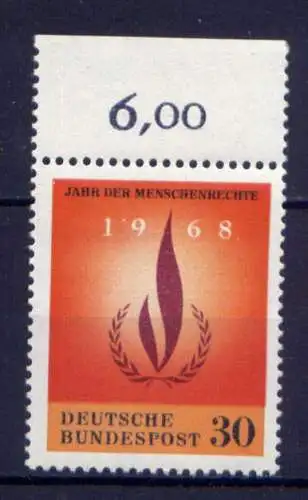 6,00
JAHR DER MENSCHENRECHTE
1968
DEUTSCHE
BUNDESPOST 30